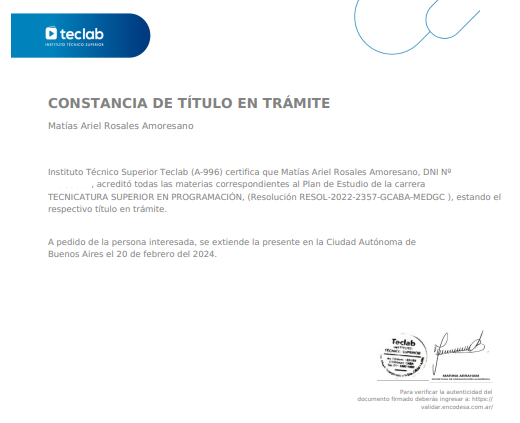 teclab
INSTITUTO TÉCNICO SUPERIOR
CONSTANCIA DE TÍTULO EN TRÁMITE
Matías Ariel Rosales Amoresano
Instituto Técnico Superior Teclab (A-996) certifica que Matías Ariel Rosales Amoresano, DNI Nº
, acreditó todas las materias correspondientes al Plan de Estudio de la carrera
TECNICATURA SUPERIOR EN PROGRAMACIÓN, (Resolución RESOL-2022-2357-GCABA-MEDGC ), estando el
respectivo título en trámite.
A pedido de la persona interesada, se extiende la presente en la Ciudad Autónoma de
Buenos Aires el 20 de febrero del 2024.
Teclab
INSTITUTO
TÉCNICO SUPERIOR
Para verificar la autenticidad del
documento firmado deberás ingresar a: https://
validar.encodesa.com.ar/